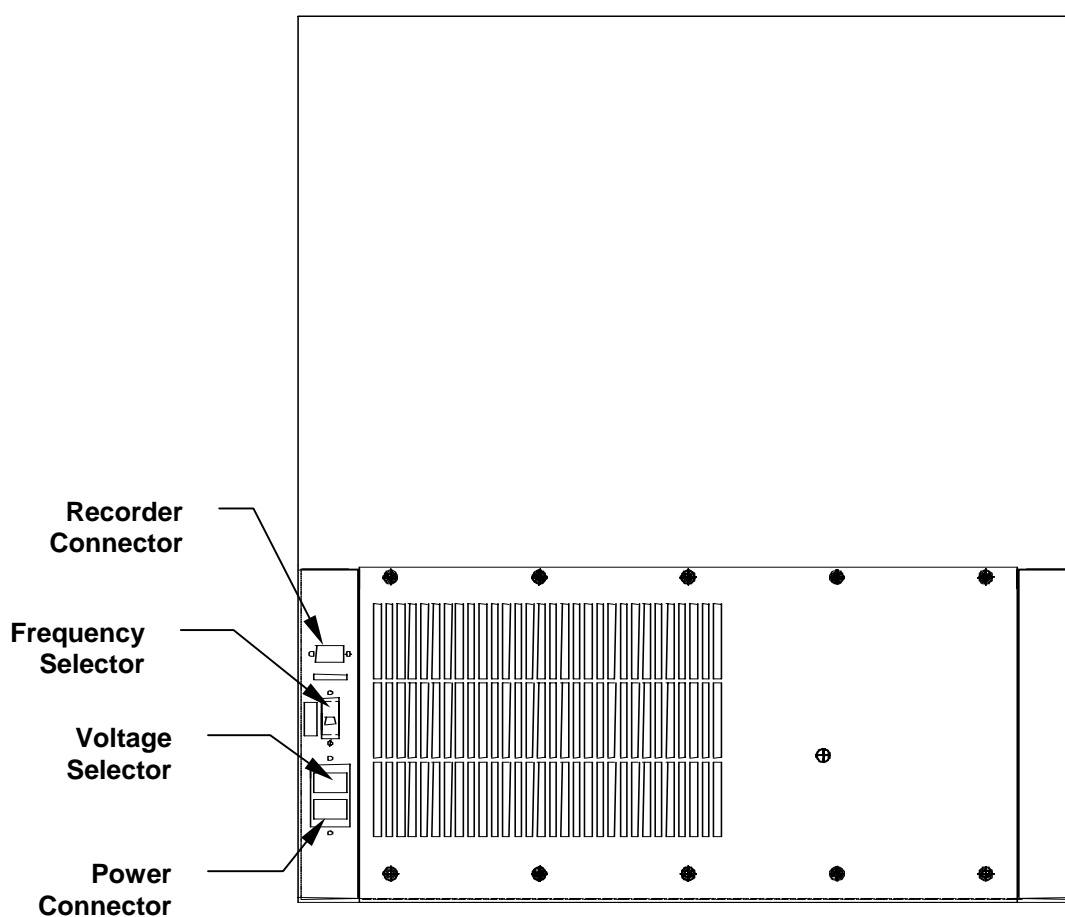 Recorder
Connector
Frequency
Selector
Voltage
Selector
Power
Connector